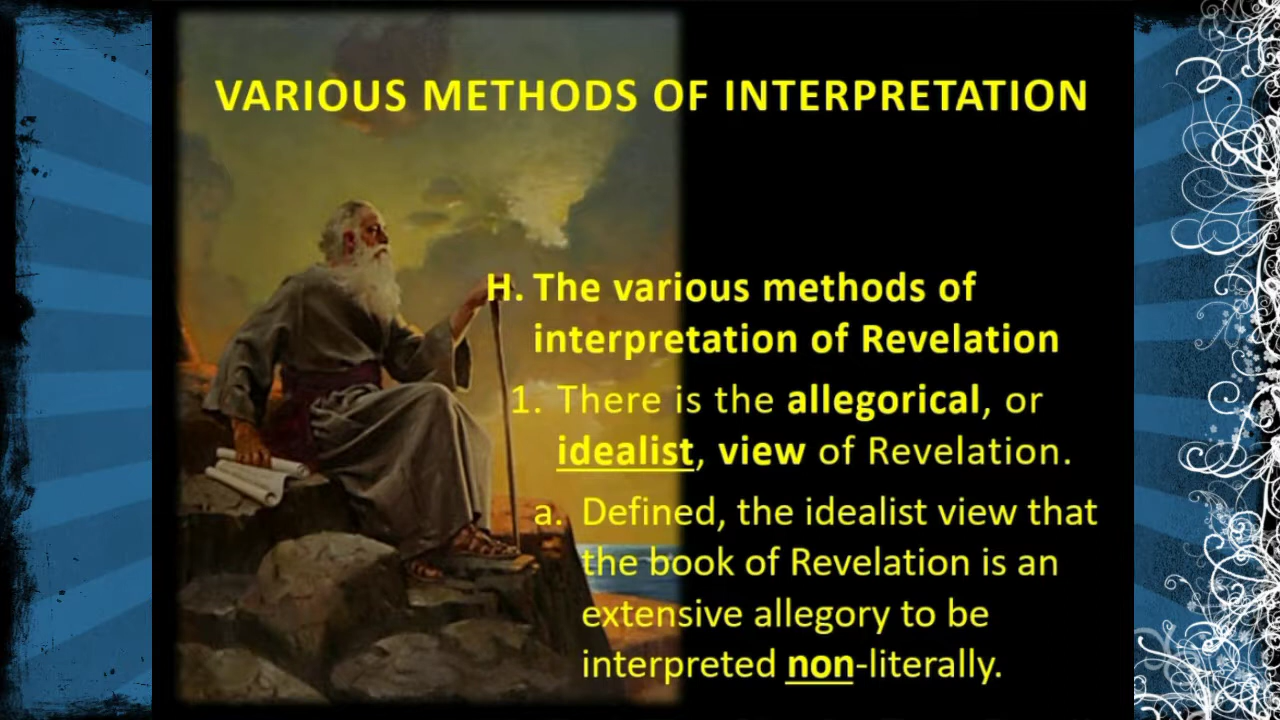 VARIOUS METHODS OF INTERPRETATION
H. The various methods of
interpretation of Revelation
1. There is the allegorical, or
idealist, view of Revelation.
a. Defined, the idealist view that
the book of Revelation is an
extensive allegory to be
interpreted non-literally.